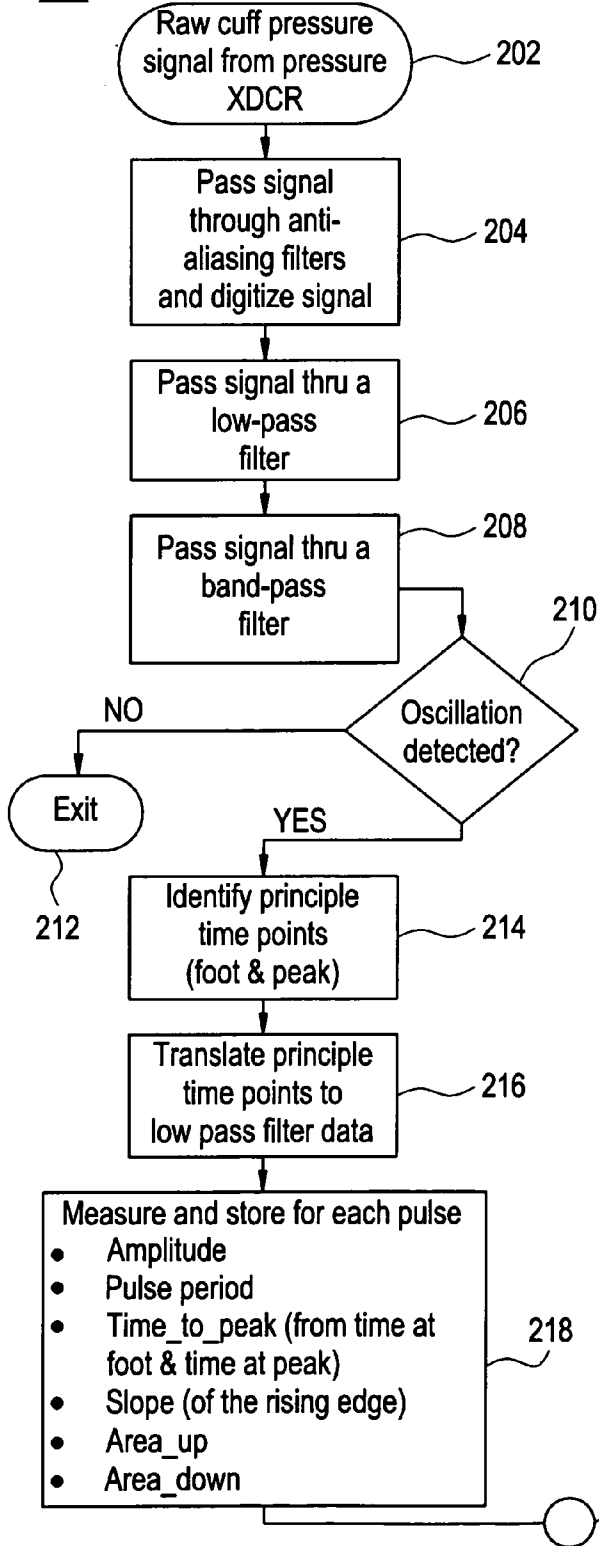 Raw cuff pressure
signal from pressure
XDCR
202
Pass signal
through anti-
aliasing filters
and digitize signal
204
Pass signal thru a
low-pass
filter
206
Pass signal thru a
band-pass
filter
208
Oscillation
detected?
210
NO
Exit
212
YES
Identify principle
time points
(foot & peak)
214
Translate principle
time points to
low pass filter data
216
Measure and store for each pulse
• Amplitude
• Pulse period
• Time_to_peak (from time at
foot & time at peak)
• Slope (of the rising edge)
• Area_up
• Area_down
218